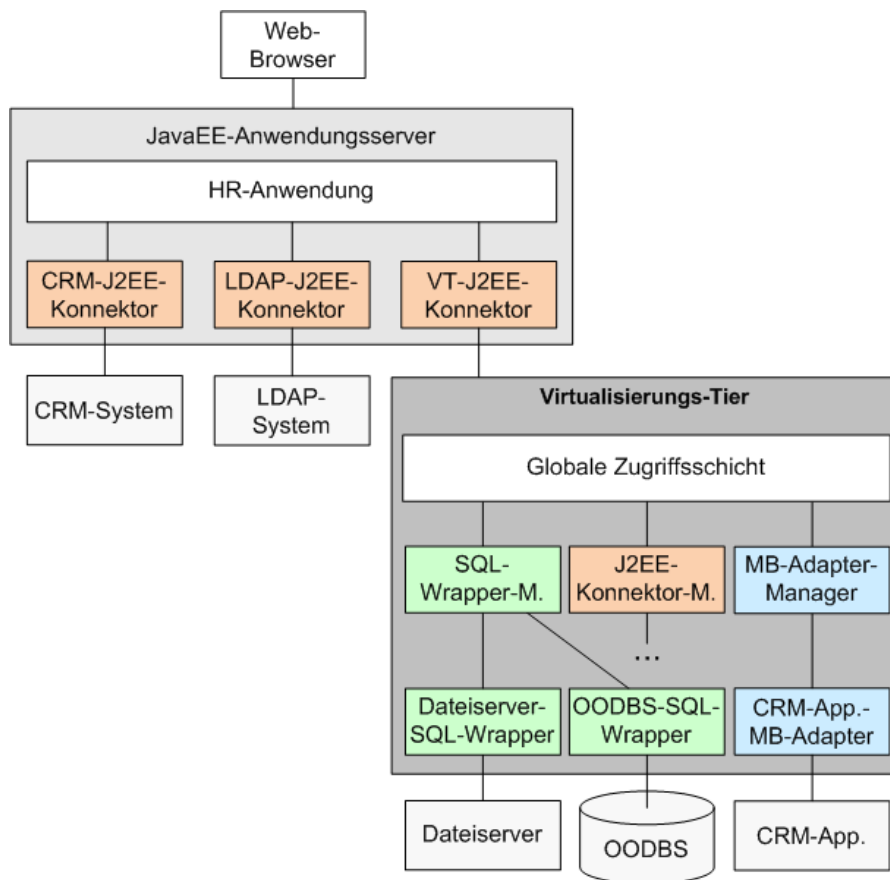 Web-
Browser
JavaEE-Anwendungsserver
HR-Anwendung
CRM-J2EE-
Konnektor
LDAP-J2EE-
Konnektor
VT-J2EE-
Konnektor
CRM-System
LDAP-
System
Virtualisierungs-Tier
Globale Zugriffsschicht
SQL-
Wrapper-M.
J2EE-
Konnektor-M.
MB-Adapter-
Manager
...
Dateiserver-
SQL-Wrapper
OODBS-SQL-
Wrapper
CRM-App.-
MB-Adapter
Dateiserver
OODBS
CRM-App.